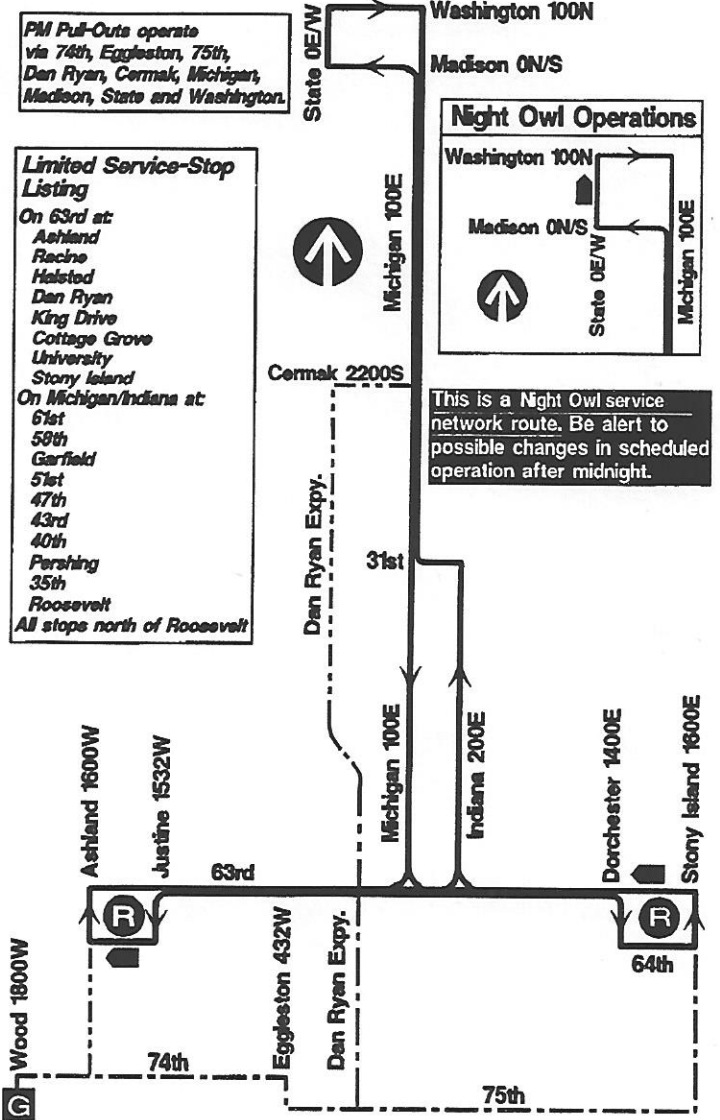 PM Pull-Outs operate
via 74th, Eggleston, 75th,
Dan Ryan, Cermak, Michigan,
Madison, State and Washington.
State 0E/W
Washington 100N
Madison 0N/S
Night Owl Operations
Washington 100N
Madison 0N/S
State 0E/W
Michigan 100E
Limited Service-Stop
Listing
On 63rd at:
Ashland
Racine
Halsted
Dan Ryan
King Drive
Cottage Grove
University
Stony Island
On Michigan/Indiana at:
61st
58th
Garfield
51st
47th
43rd
40th
Pershing
35th
Roosevelt
All stops north of Roosevelt
Michigan 100E
Cermak 2200S
This is a Night Owl service
network route. Be alert to
possible changes in scheduled
operation after midnight.
Dan Ryan Expy.
31st
Michigan 100E
Indiana 200E
Ashland 1600W
Justine 1532W
Dorchester 1400E
Stony Island 1600E
63rd
R
R
64th
Wood 1800W
Eggleston 432W
Dan Ryan Expy.
74th
75th
G